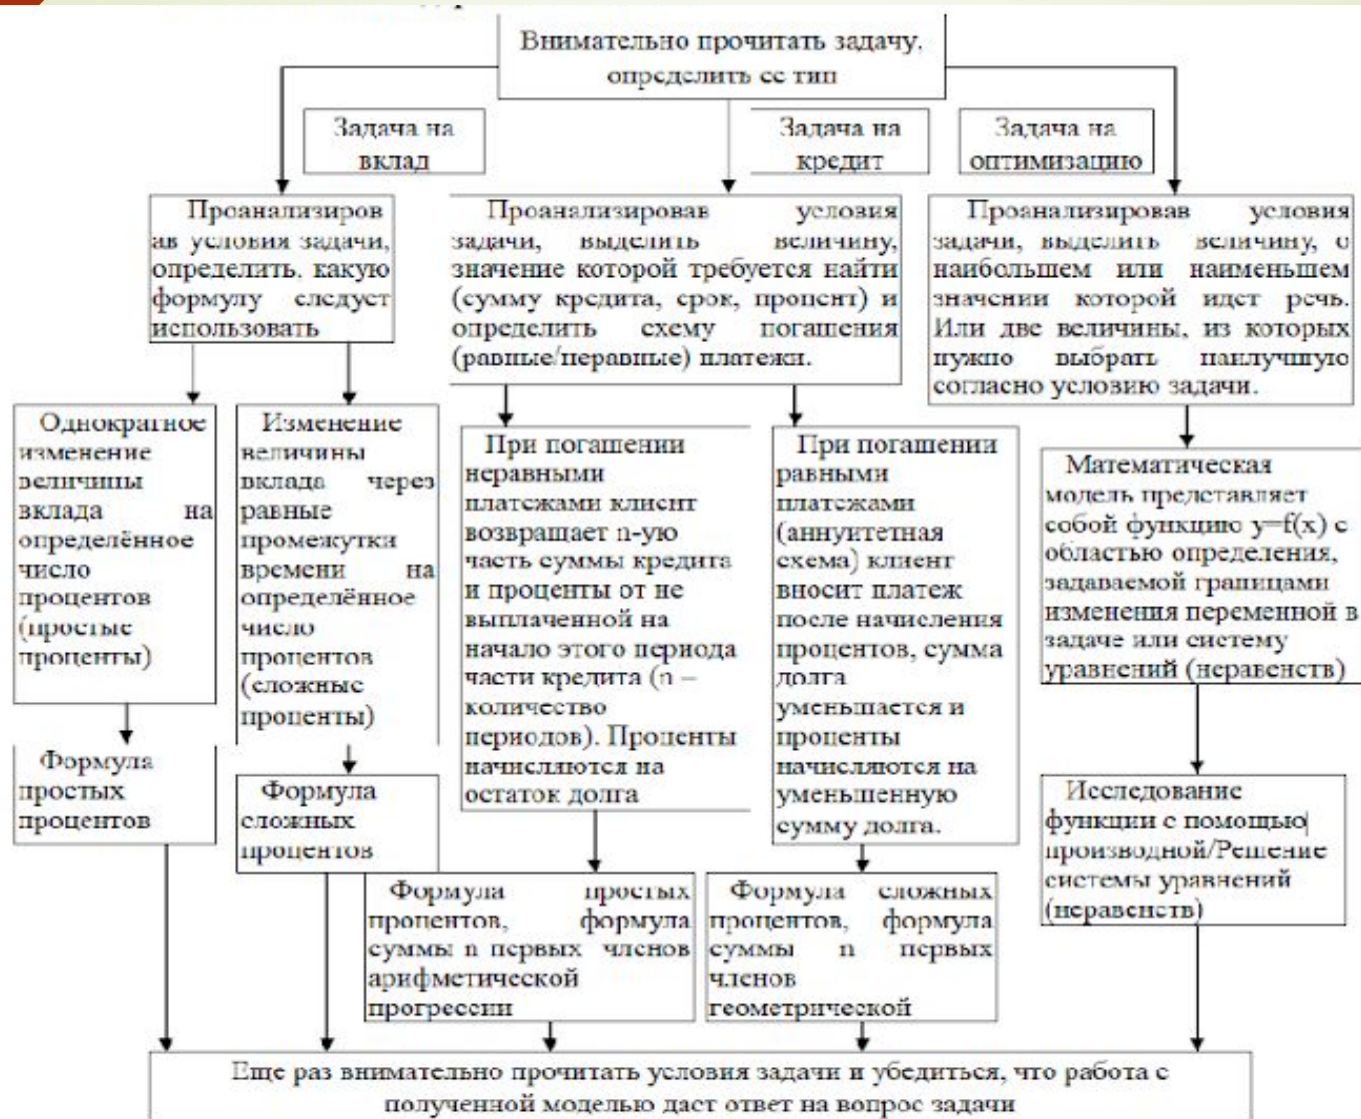 Внимательно прочитать задачу,
определить ее тип
Задача на
вклад
Задача на
кредит
Задача на
оптимизацию
Проанализиров
ав условия задачи,
определить, какую
формулу следует
использовать
Проанализировав условия
задачи, выделить величину,
значение которой требуется найти
(сумму кредита, срок, процент) и
определить схему погашения
(равные/неравные) платежи.
Проанализировав условия
задачи, выделить величину, о
наибольшем или наименьшем
значении которой идет речь.
Или две величины, из которых
нужно выбрать наилучшую
согласно условию задачи.
Однократное
изменение
величины
вклада на
определённое
число
процентов
(простые
проценты)
Изменение
величины
вклада через
равные
промежутки
времени на
определённое
число
процентов
(сложные
проценты)
При погашении
неравными
платежами клиент
возвращает n-ую
часть суммы кредита
и проценты от не
выплаченной на
начало этого периода
части кредита (n –
количество
периодов). Проценты
начисляются на
остаток долга
При погашении
равными
платежами
(аннуитетная
схема) клиент
вносит платеж
после начисления
процентов, сумма
долга
уменьшается и
проценты
начисляются на
уменьшенную
сумму долга.
Математическая
модель представляет
собой функцию y=f(x) с
областью определения,
задаваемой границами
изменения переменной в
задаче или систему
уравнений (неравенств)
Формула
простых
процентов
Формула
сложных
процентов
Формула простых
процентов, формула
суммы n первых членов
арифметической
прогрессии
Формула сложных
процентов, формула
суммы n первых
членов
геометрической
Исследование
функции с помощью
производной/Решение
системы уравнений
(неравенств)
Еще раз внимательно прочитать условия задачи и убедиться, что работа с
полученной моделью даст ответ на вопрос задачи